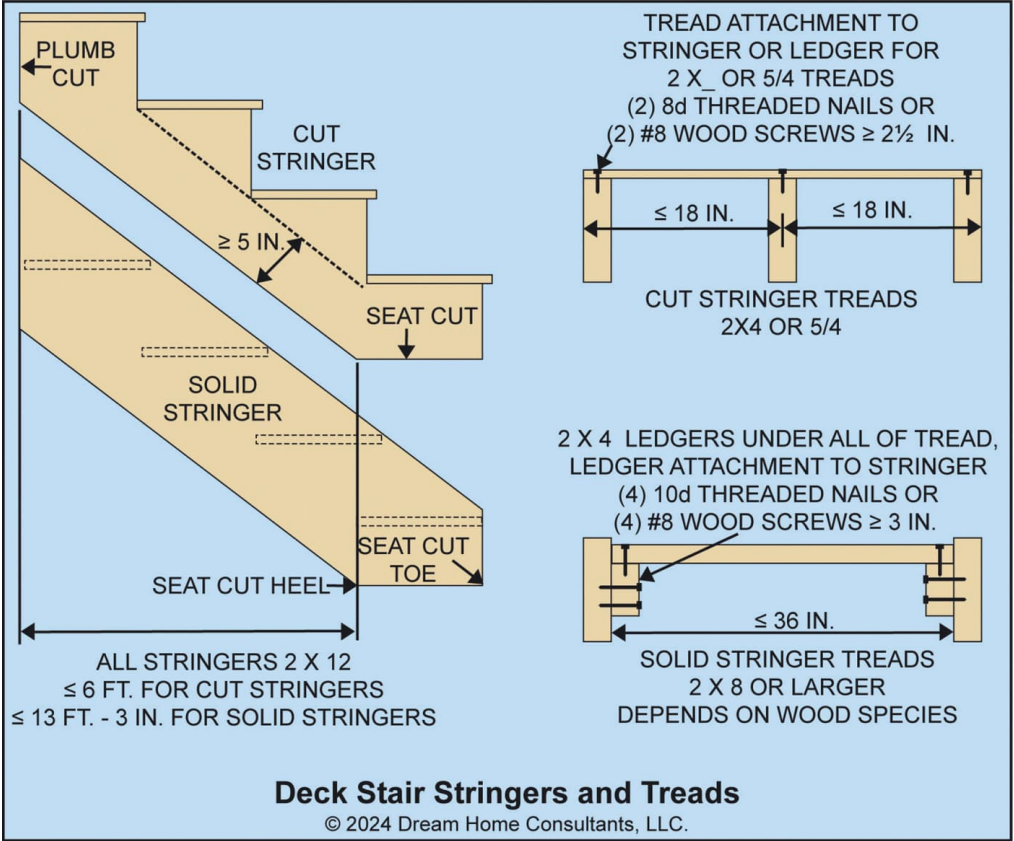 PLUMB
CUT
CUT
STRINGER
≥ 5 IN.
SEAT CUT
SOLID
STRINGER
SEAT CUT
TOE
SEAT CUT HEEL
ALL STRINGERS 2 X 12
≤ 6 FT. FOR CUT STRINGERS
≤ 13 FT. - 3 IN. FOR SOLID STRINGERS
TREAD ATTACHMENT TO
STRINGER OR LEDGER FOR
2 X_ OR 5/4 TREADS
(2) 8d THREADED NAILS OR
(2) #8 WOOD SCREWS ≥ 2½ IN.
≤ 18 IN.
≤ 18 IN.
CUT STRINGER TREADS
2X4 OR 5/4
2 X 4 LEDGERS UNDER ALL OF TREAD,
LEDGER ATTACHMENT TO STRINGER
(4) 10d THREADED NAILS OR
(4) #8 WOOD SCREWS ≥ 3 IN.
≤ 36 IN.
SOLID STRINGER TREADS
2 X 8 OR LARGER
DEPENDS ON WOOD SPECIES
Deck Stair Stringers and Treads
© 2024 Dream Home Consultants, LLC.